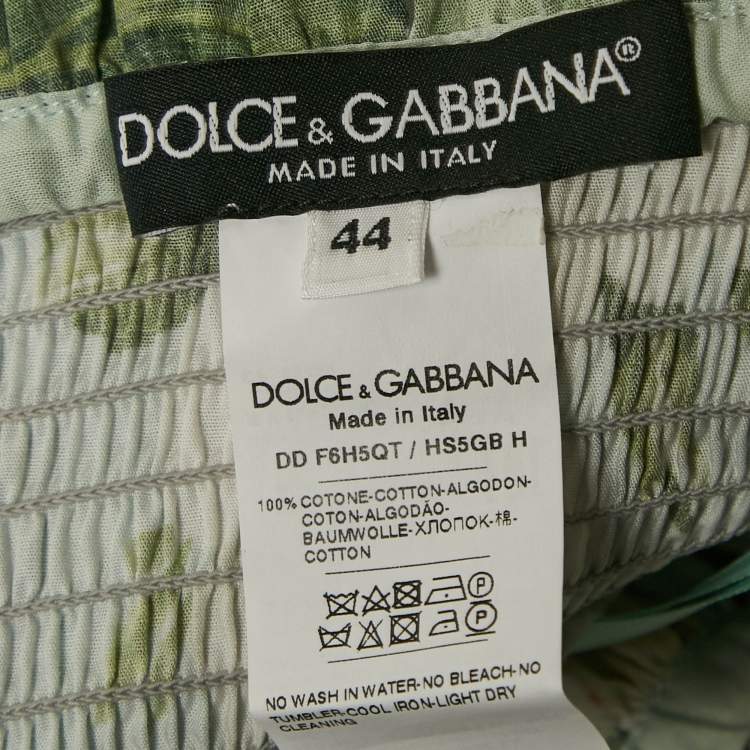 DOLCE & GABBANA®
MADE IN ITALY
44
DOLCE & GABBANA
Made in Italy
DD F6H5QT / HS5GB H
100% COTONE-COTTON-ALGODON-
COTON-ALGODÃO-
BAUMWOLLE-ХЛОПОК-棉-
COTTON
P
P
NO WASH IN WATER-NO BLEACH-NO
TUMBLER-COOL IRON-LIGHT DRY
CLEANING